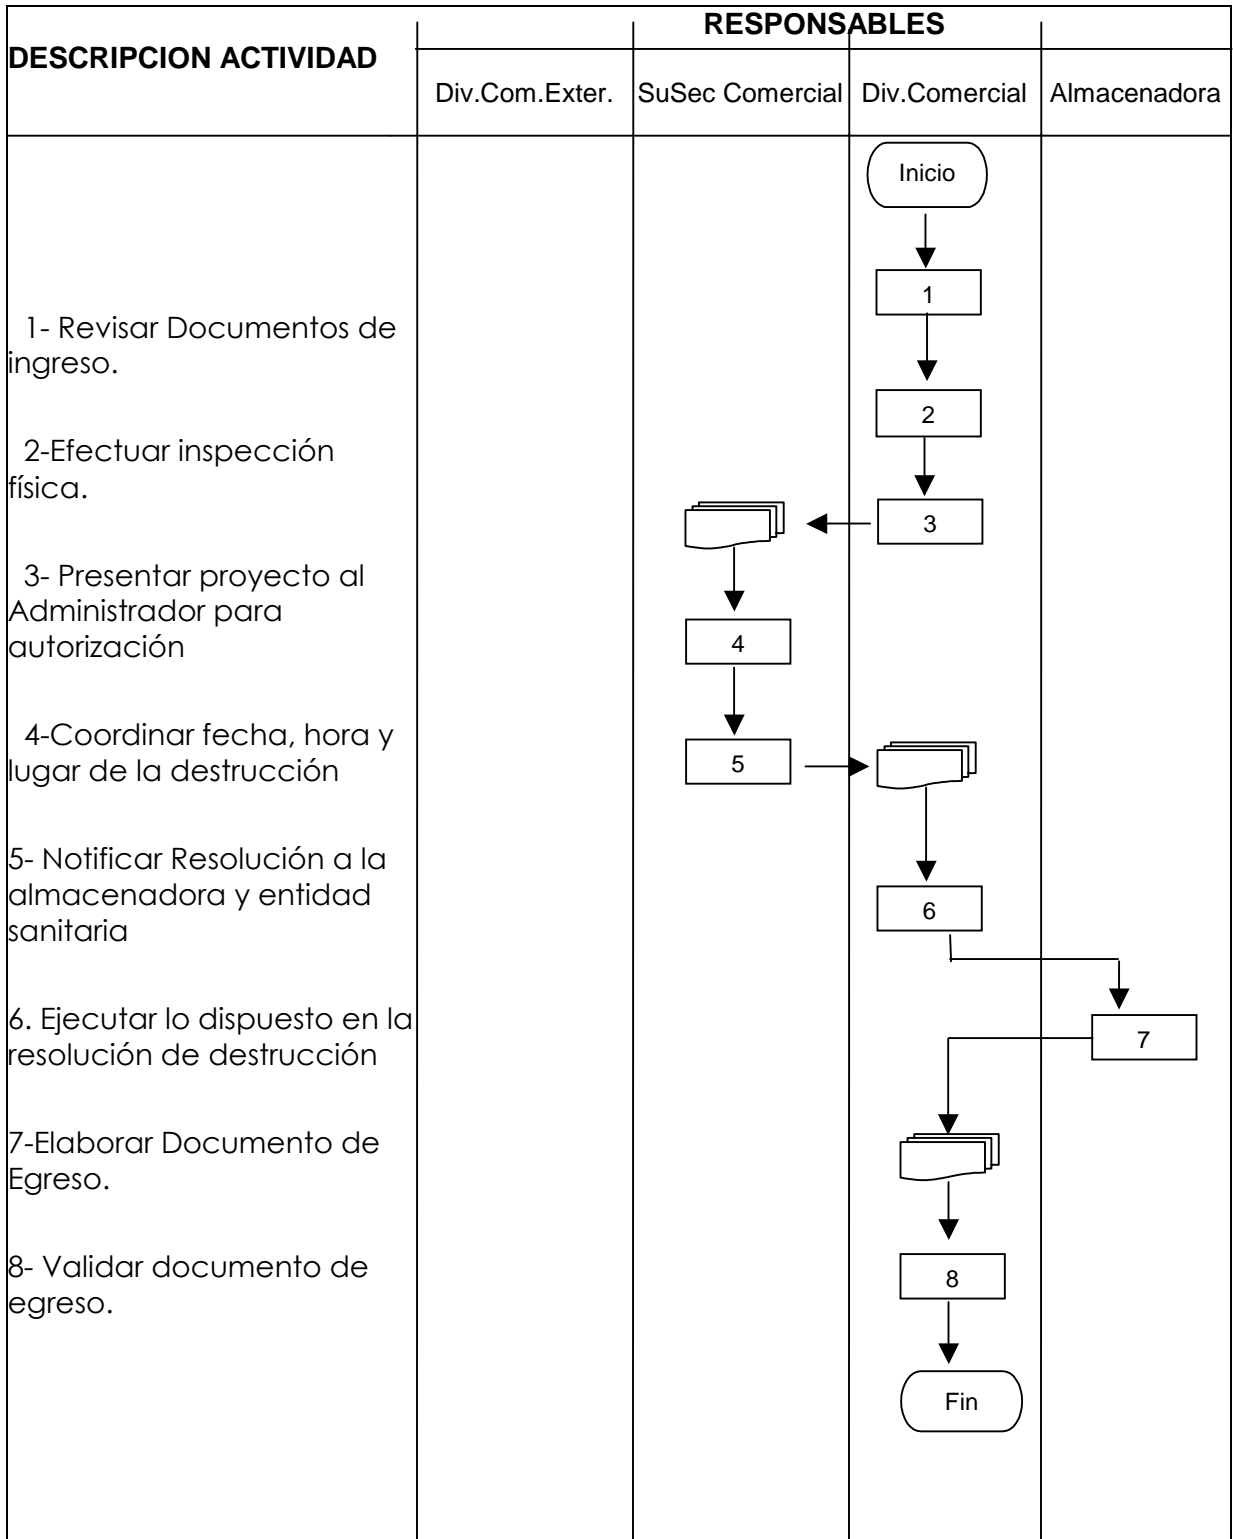 RESPONSABLES
DESCRIPCION ACTIVIDAD
Div.Com.Exter.
SuSec Comercial
Div.Comercial
Almacenadora
Inicio
1
1- Revisar Documentos de
ingreso.
2
2-Efectuar inspección
física.
3
3- Presentar proyecto al
Administrador para
autorización
4
4-Coordinar fecha, hora y
lugar de la destrucción
5
5- Notificar Resolución a la
almacenadora y entidad
sanitaria
6
6. Ejecutar lo dispuesto en la
resolución de destrucción
7
7-Elaborar Documento de
Egreso.
8- Validar documento de
egreso.
8
Fin